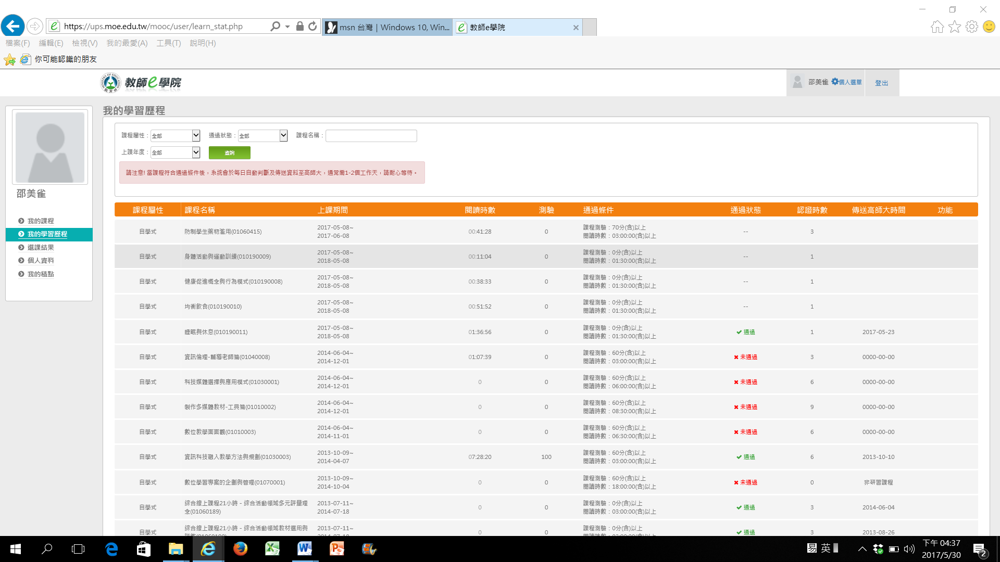 https://ups.moe.edu.tw/mooc/user/learn_stat.php
msn 台灣 | Windows 10, Win...
教師e學院
檔案(F) 編輯(E) 檢視(V) 我的最愛(A) 工具(T) 說明(H)
你可能認識的朋友
教師e學院
邵美雀 個人選單 登出
我的學習歷程
邵美雀
我的課程
我的學習歷程
選課結果
個人資料
我的積點
課程屬性： 全部 通過狀態： 全部 課程名稱：
上課年度： 全部 查詢
請注意! 當課程符合通過條件後，系統會於每日自動判斷及傳送資料至高師大，通常需1-2個工作天，請耐心等待。
課程屬性 課程名稱 上課期間 閱讀時數 測驗 通過條件 通過狀態 認證時數 傳送高師大時間 功能
自學式 防制學生藥物濫用(01060415) 2017-05-08~ 2017-06-08 00:41:28 0 課程測驗：70分(含)以上 閱讀時數：03:00:00(含)以上 -- 3
自學式 身體活動與運動訓練(010190009) 2017-05-08~ 2018-05-08 00:11:04 0 課程測驗：0分(含)以上 閱讀時數：01:30:00(含)以上 -- 1
自學式 健康促進概念與行為模式(010190008) 2017-05-08~ 2018-05-08 00:38:33 0 課程測驗：0分(含)以上 閱讀時數：01:30:00(含)以上 -- 1
自學式 均衡飲食(010190010) 2017-05-08~ 2018-05-08 00:51:52 0 課程測驗：0分(含)以上 閱讀時數：01:30:00(含)以上 -- 1
自學式 睡眠與休息(010190011) 2017-05-08~ 2018-05-08 01:36:56 0 課程測驗：0分(含)以上 閱讀時數：01:30:00(含)以上 通過 1 2017-05-23
自學式 資訊倫理-輔導老師篇(01040008) 2014-06-04~ 2014-12-01 01:07:39 0 課程測驗：60分(含)以上 閱讀時數：03:00:00(含)以上 未通過 3 0000-00-00
自學式 科技媒體選擇與應用模式(01030001) 2014-06-04~ 2014-12-01 0 0 課程測驗：60分(含)以上 閱讀時數：06:00:00(含)以上 未通過 6 0000-00-00
自學式 製作多媒體教材-工具篇(01010002) 2014-06-04~ 2014-12-01 0 0 課程測驗：60分(含)以上 閱讀時數：08:30:00(含)以上 未通過 9 0000-00-00
自學式 數位教學面面觀(01010003) 2014-06-04~ 2014-11-01 0 0 課程測驗：60分(含)以上 閱讀時數：06:30:00(含)以上 未通過 6 0000-00-00
自學式 資訊科技融入教學方法與規劃(01030003) 2013-10-09~ 2014-04-07 07:28:20 100 課程測驗：60分(含)以上 閱讀時數：03:00:00(含)以上 通過 6 2013-10-10
自學式 數位學習專案的企劃與管理(01070001) 2013-10-09~ 2014-10-04 0 0 課程測驗：60分(含)以上 閱讀時數：18:00:00(含)以上 未通過 0 非研習課程
自學式 綜合線上課程21小時 - 綜合活動領域多元評量理念(01060189) 2013-07-11~ 2014-07-18 0 0 課程測驗：0分(含)以上 閱讀時數：03:00:00(含)以上 通過 3 2014-06-04
自學式 綜合線上課程21小時 - 綜合活動領域教材選用與 2013-07-11~ 0 0 課程測驗：0分(含)以上 通過 3 2013-08-26
英
下午 04:37
2017/5/30
2